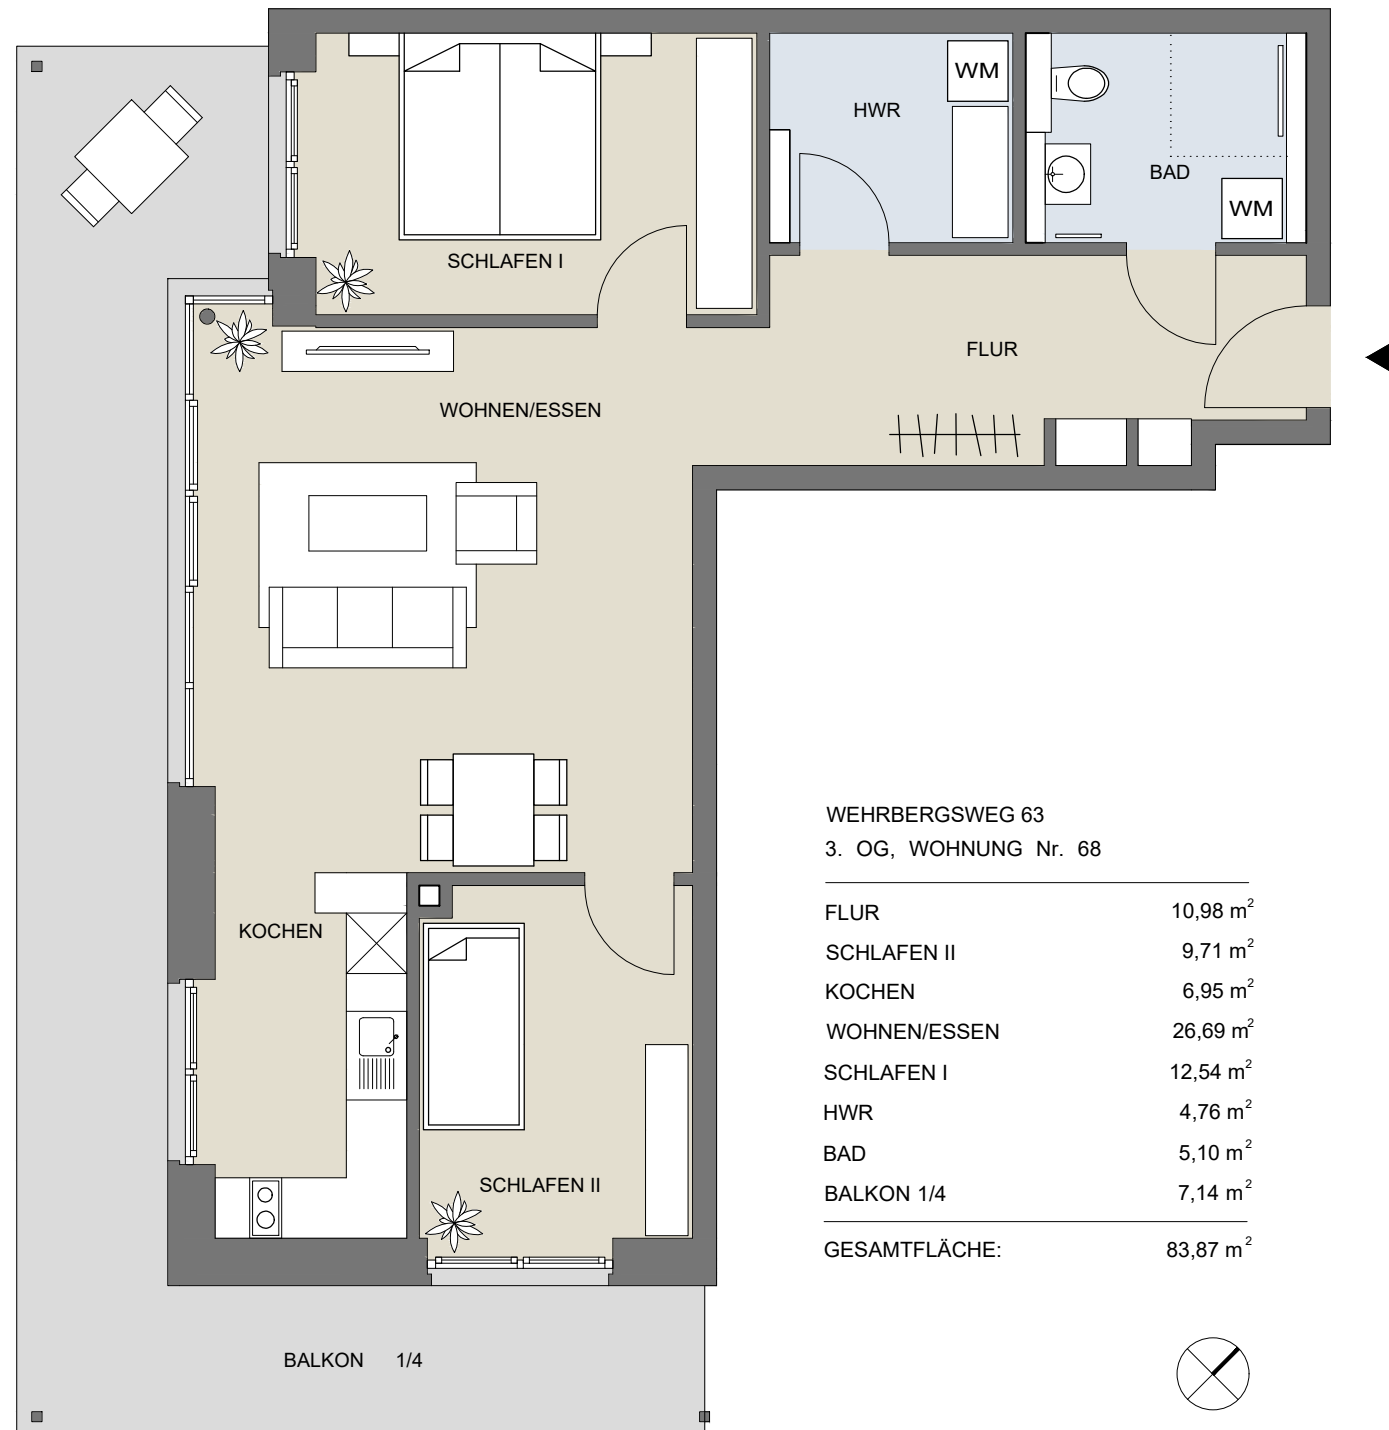 WM
HWR
BAD
WM
SCHLAFEN I
FLUR
WOHNEN/ESSEN
KOCHEN
SCHLAFEN II
BALKON 1/4
WEHRBERGSWEG 63
3. OG, WOHNUNG Nr. 68
FLUR 10,98 m²
SCHLAFEN II 9,71 m²
KOCHEN 6,95 m²
WOHNEN/ESSEN 26,69 m²
SCHLAFEN I 12,54 m²
HWR 4,76 m²
BAD 5,10 m²
BALKON 1/4 7,14 m²
GESAMTFLÄCHE: 83,87 m²